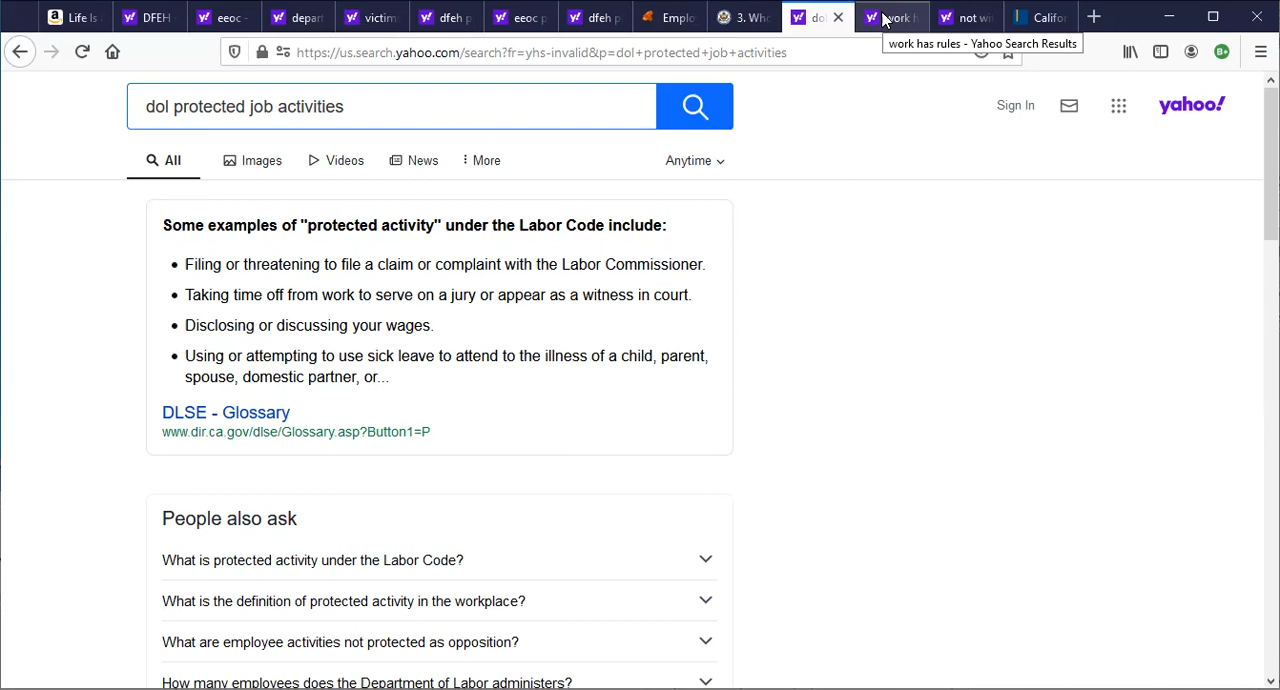 Life Is
DFEH
eeoc -
depart
victim
dfeh p
eeoc p
dfeh p
Emplo
3. Who
dol
work h
not wi
Califor
work has rules - Yahoo Search Results
https://us.search.yahoo.com/search?fr=yhs-invalid&p=dol+protected+job+activities
dol protected job activities
Sign In
yahoo!
All
Images
Videos
News
More
Anytime
Some examples of "protected activity" under the Labor Code include:
• Filing or threatening to file a claim or complaint with the Labor Commissioner.
• Taking time off from work to serve on a jury or appear as a witness in court.
• Disclosing or discussing your wages.
• Using or attempting to use sick leave to attend to the illness of a child, parent,
spouse, domestic partner, or...
DLSE - Glossary
www.dir.ca.gov/dlse/Glossary.asp?Button1=P
People also ask
What is protected activity under the Labor Code?
What is the definition of protected activity in the workplace?
What are employee activities not protected as opposition?
How many employees does the Department of Labor administers?